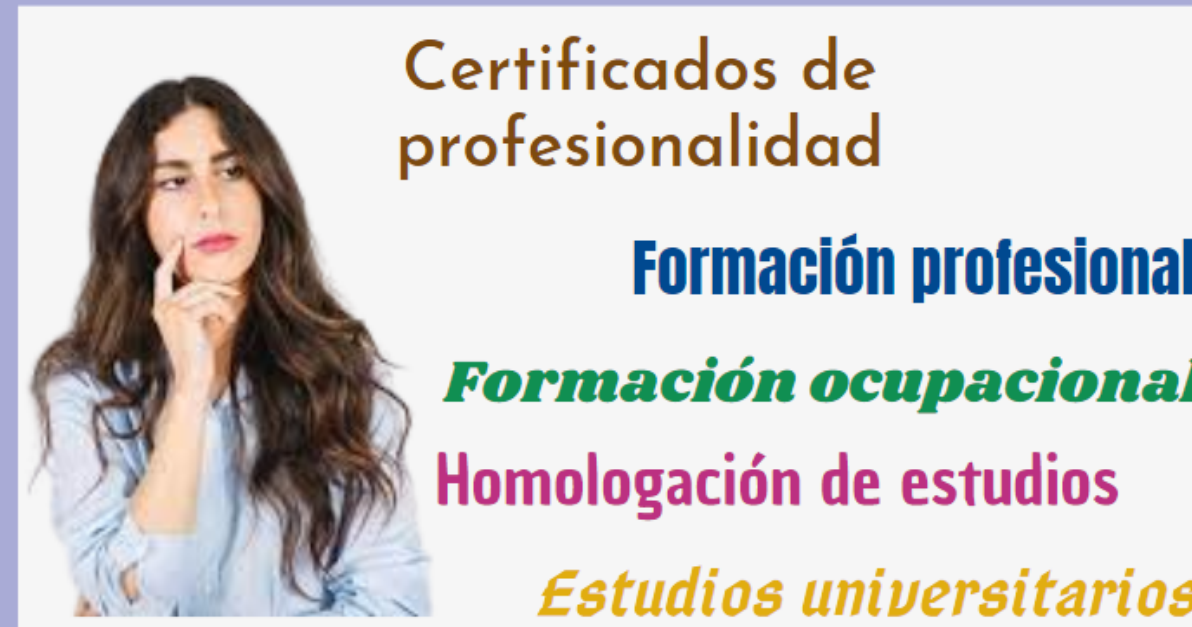 Certificados de
profesionalidad
Formación profesional
Formación ocupacional
Homologación de estudios
Estudios universitarios